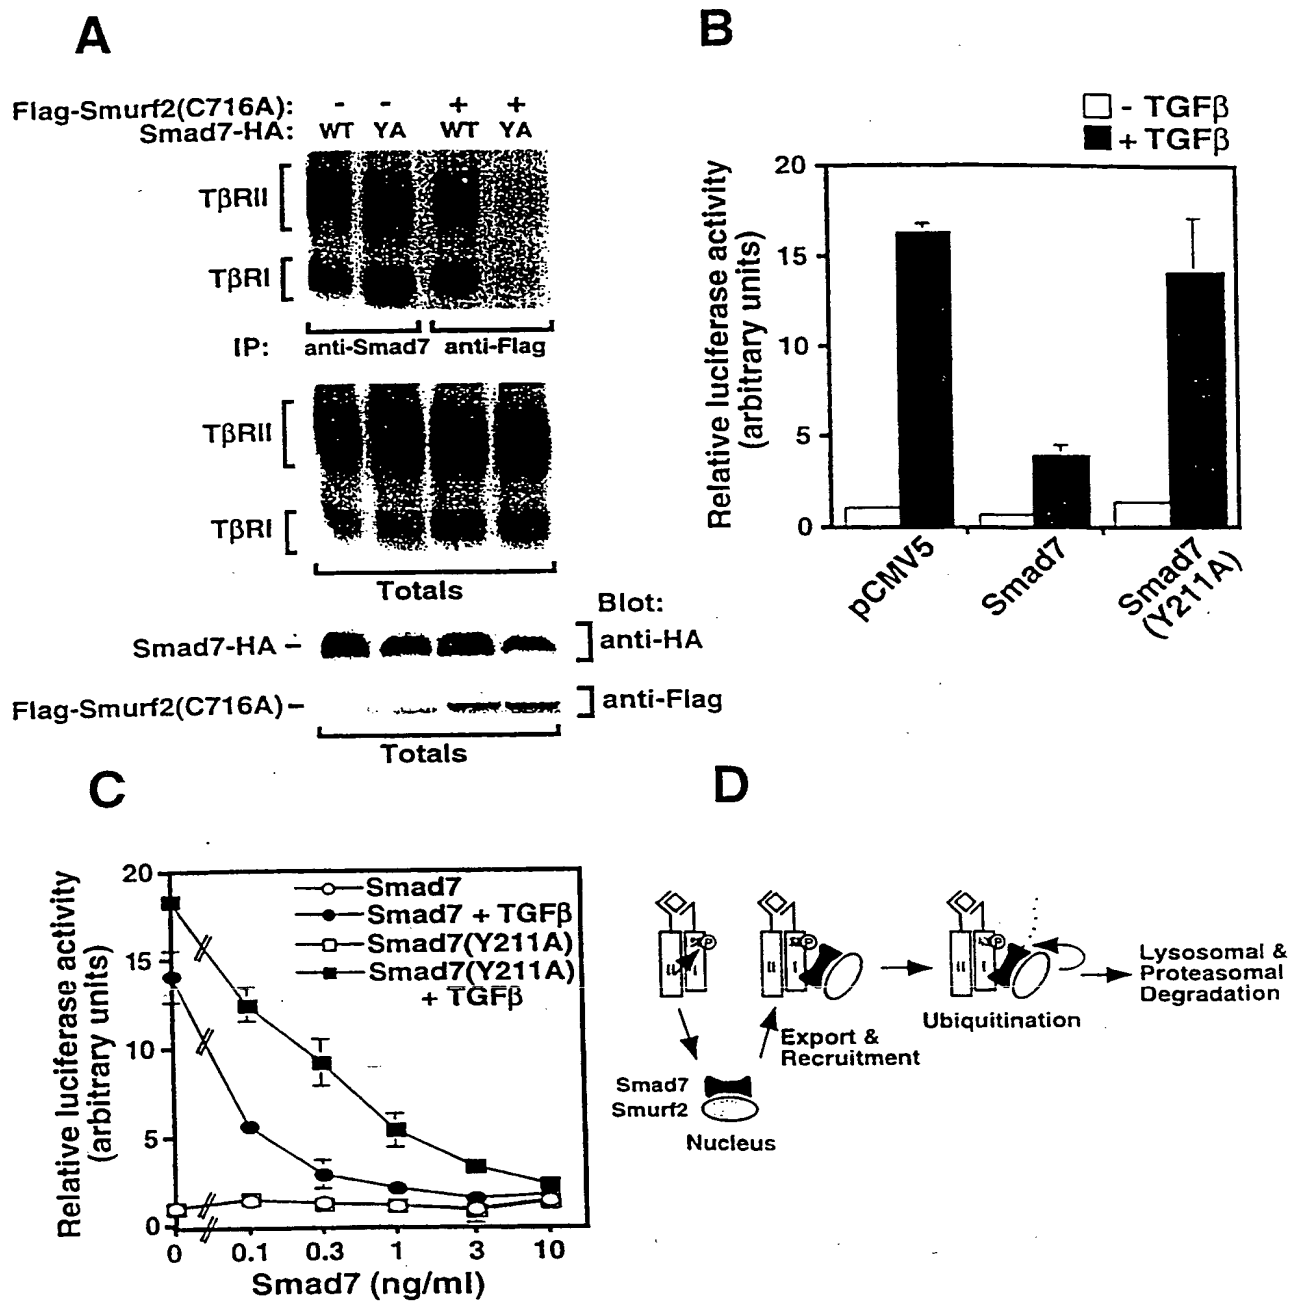 A
Flag-Smurf2(C716A): - - + +
Smad7-HA: WT YA WT YA
TβRII
TβRI
IP: anti-Smad7 anti-Flag
TβRII
TβRI
Totals
Blot:
Smad7-HA – anti-HA
Flag-Smurf2(C716A) – anti-Flag
Totals
B
- TGFβ
+ TGFβ
Relative luciferase activity
(arbitrary units)
20
15
10
5
0
pCMV5
Smad7
Smad7
(Y211A)
C
Relative luciferase activity
(arbitrary units)
20
15
10
5
0
Smad7
Smad7 + TGFβ
Smad7(Y211A)
Smad7(Y211A)
+ TGFβ
0 0.1 0.3 1 3 10
Smad7 (ng/ml)
D
II I P
II I P
II I P
Export &
Recruitment
Ubiquitination
Lysosomal &
Proteasomal
Degradation
Smad7
Smurf2
Nucleus